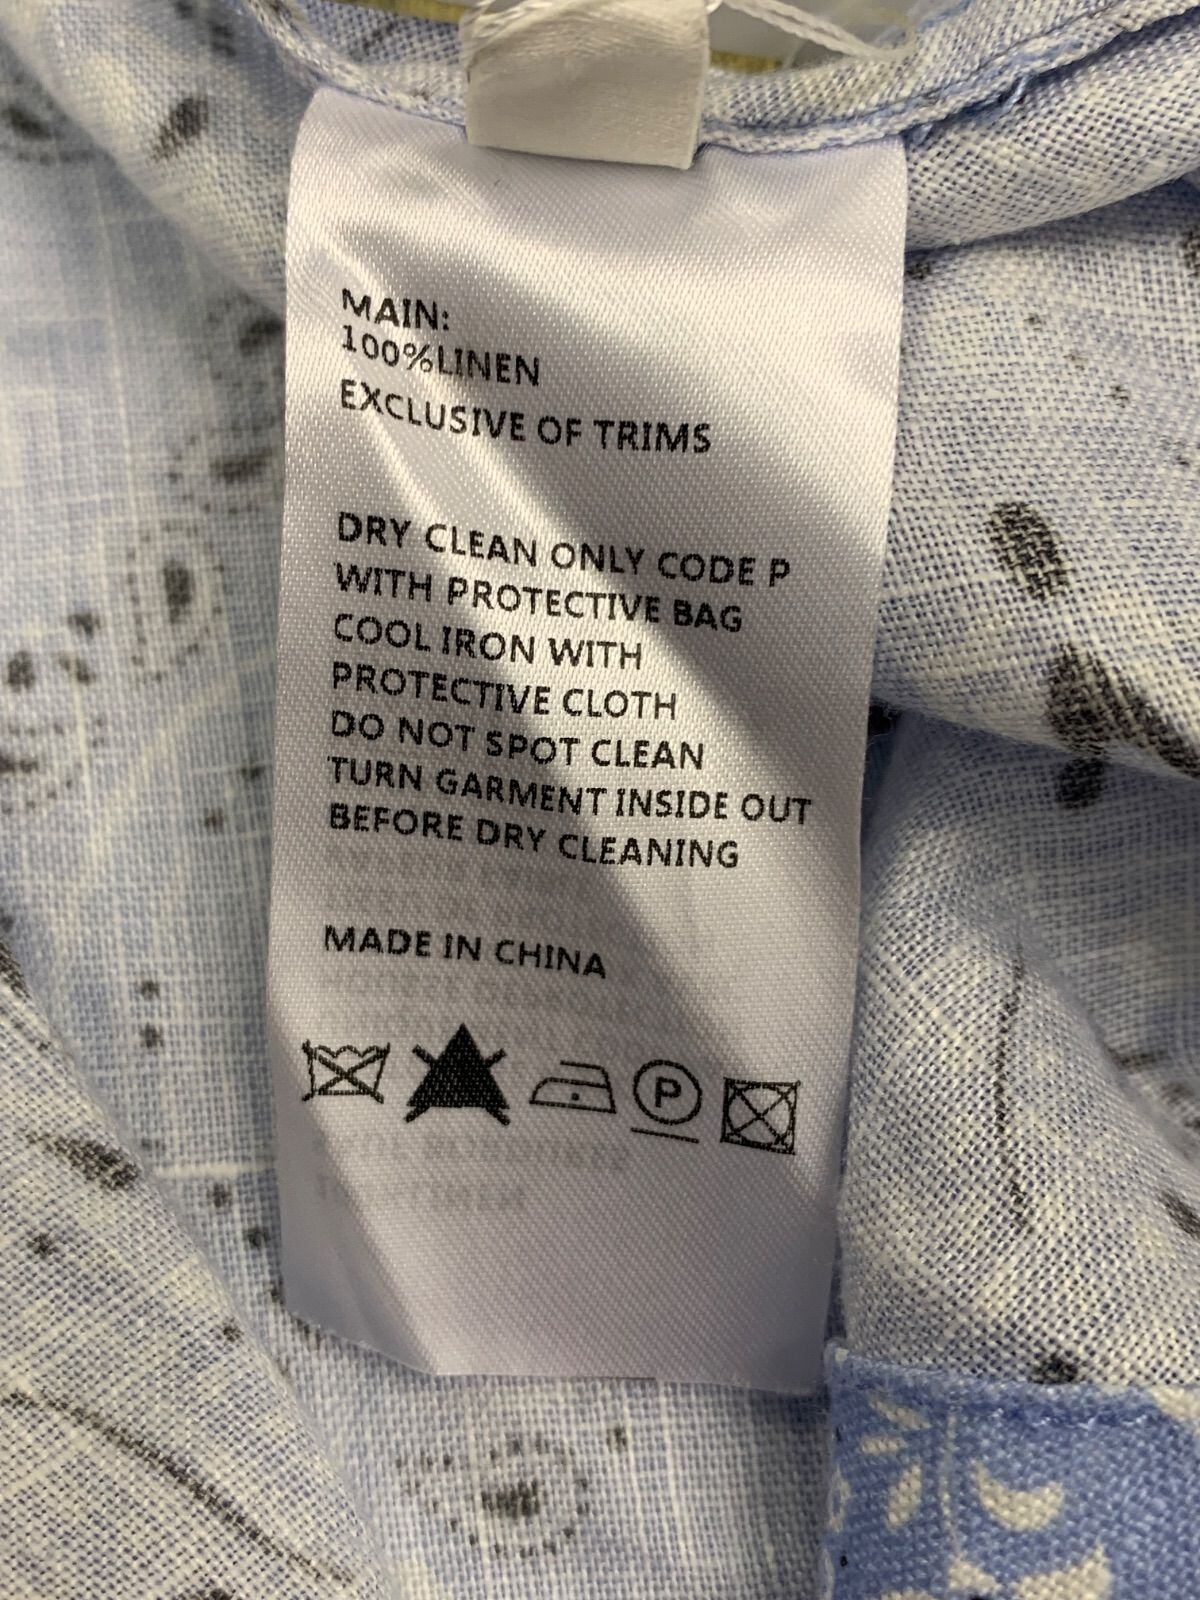 MAIN:
100%LINEN
EXCLUSIVE OF TRIMS
DRY CLEAN ONLY CODE P
WITH PROTECTIVE BAG
COOL IRON WITH
PROTECTIVE CLOTH
DO NOT SPOT CLEAN
TURN GARMENT INSIDE OUT
BEFORE DRY CLEANING
MADE IN CHINA
P